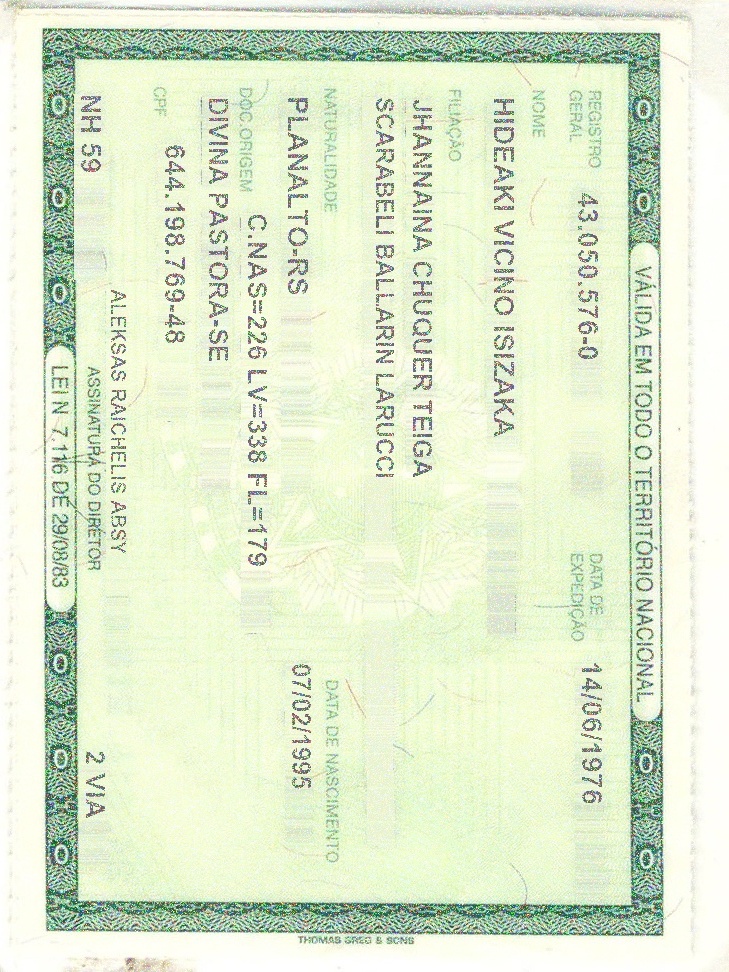 VÁLIDA EM TODO O TERRITÓRIO NACIONAL
REGISTRO GERAL 43.050.576-0 DATA DE EXPEDIÇÃO 14/06/1976
NOME
HIDEAKI VICINO ISIZAKA
FILIAÇÃO
JHANNAINA CHUQUER TEIGA
SCARABELI BALLARIN LARUCCI
NATURALIDADE DATA DE NASCIMENTO
PLANALTO-RS 07/02/1995
DOC.ORIGEM C.NAS=226 LV=338 FL=179
DIVINA PASTORA-SE
CPF 644.198.769-48
ALEKSAS RAICHELIS ABSY
NH 59 ASSINATURA DO DIRETOR 2 VIA
LEI N 7.116 DE 29/08/83
THOMAS GREG & SONS